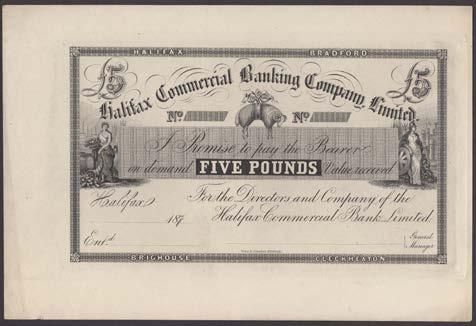 HALIFAX BRADFORD
£5 £5
Halifax Commercial Banking Company, Limited.
No No
I Promise to pay the Bearer
on demand FIVE POUNDS Value received
Halifax For the Directors and Company of the
187 Halifax Commercial Bank Limited.
Entd. General
Manager
BRIGHOUSE CLECKHEATON